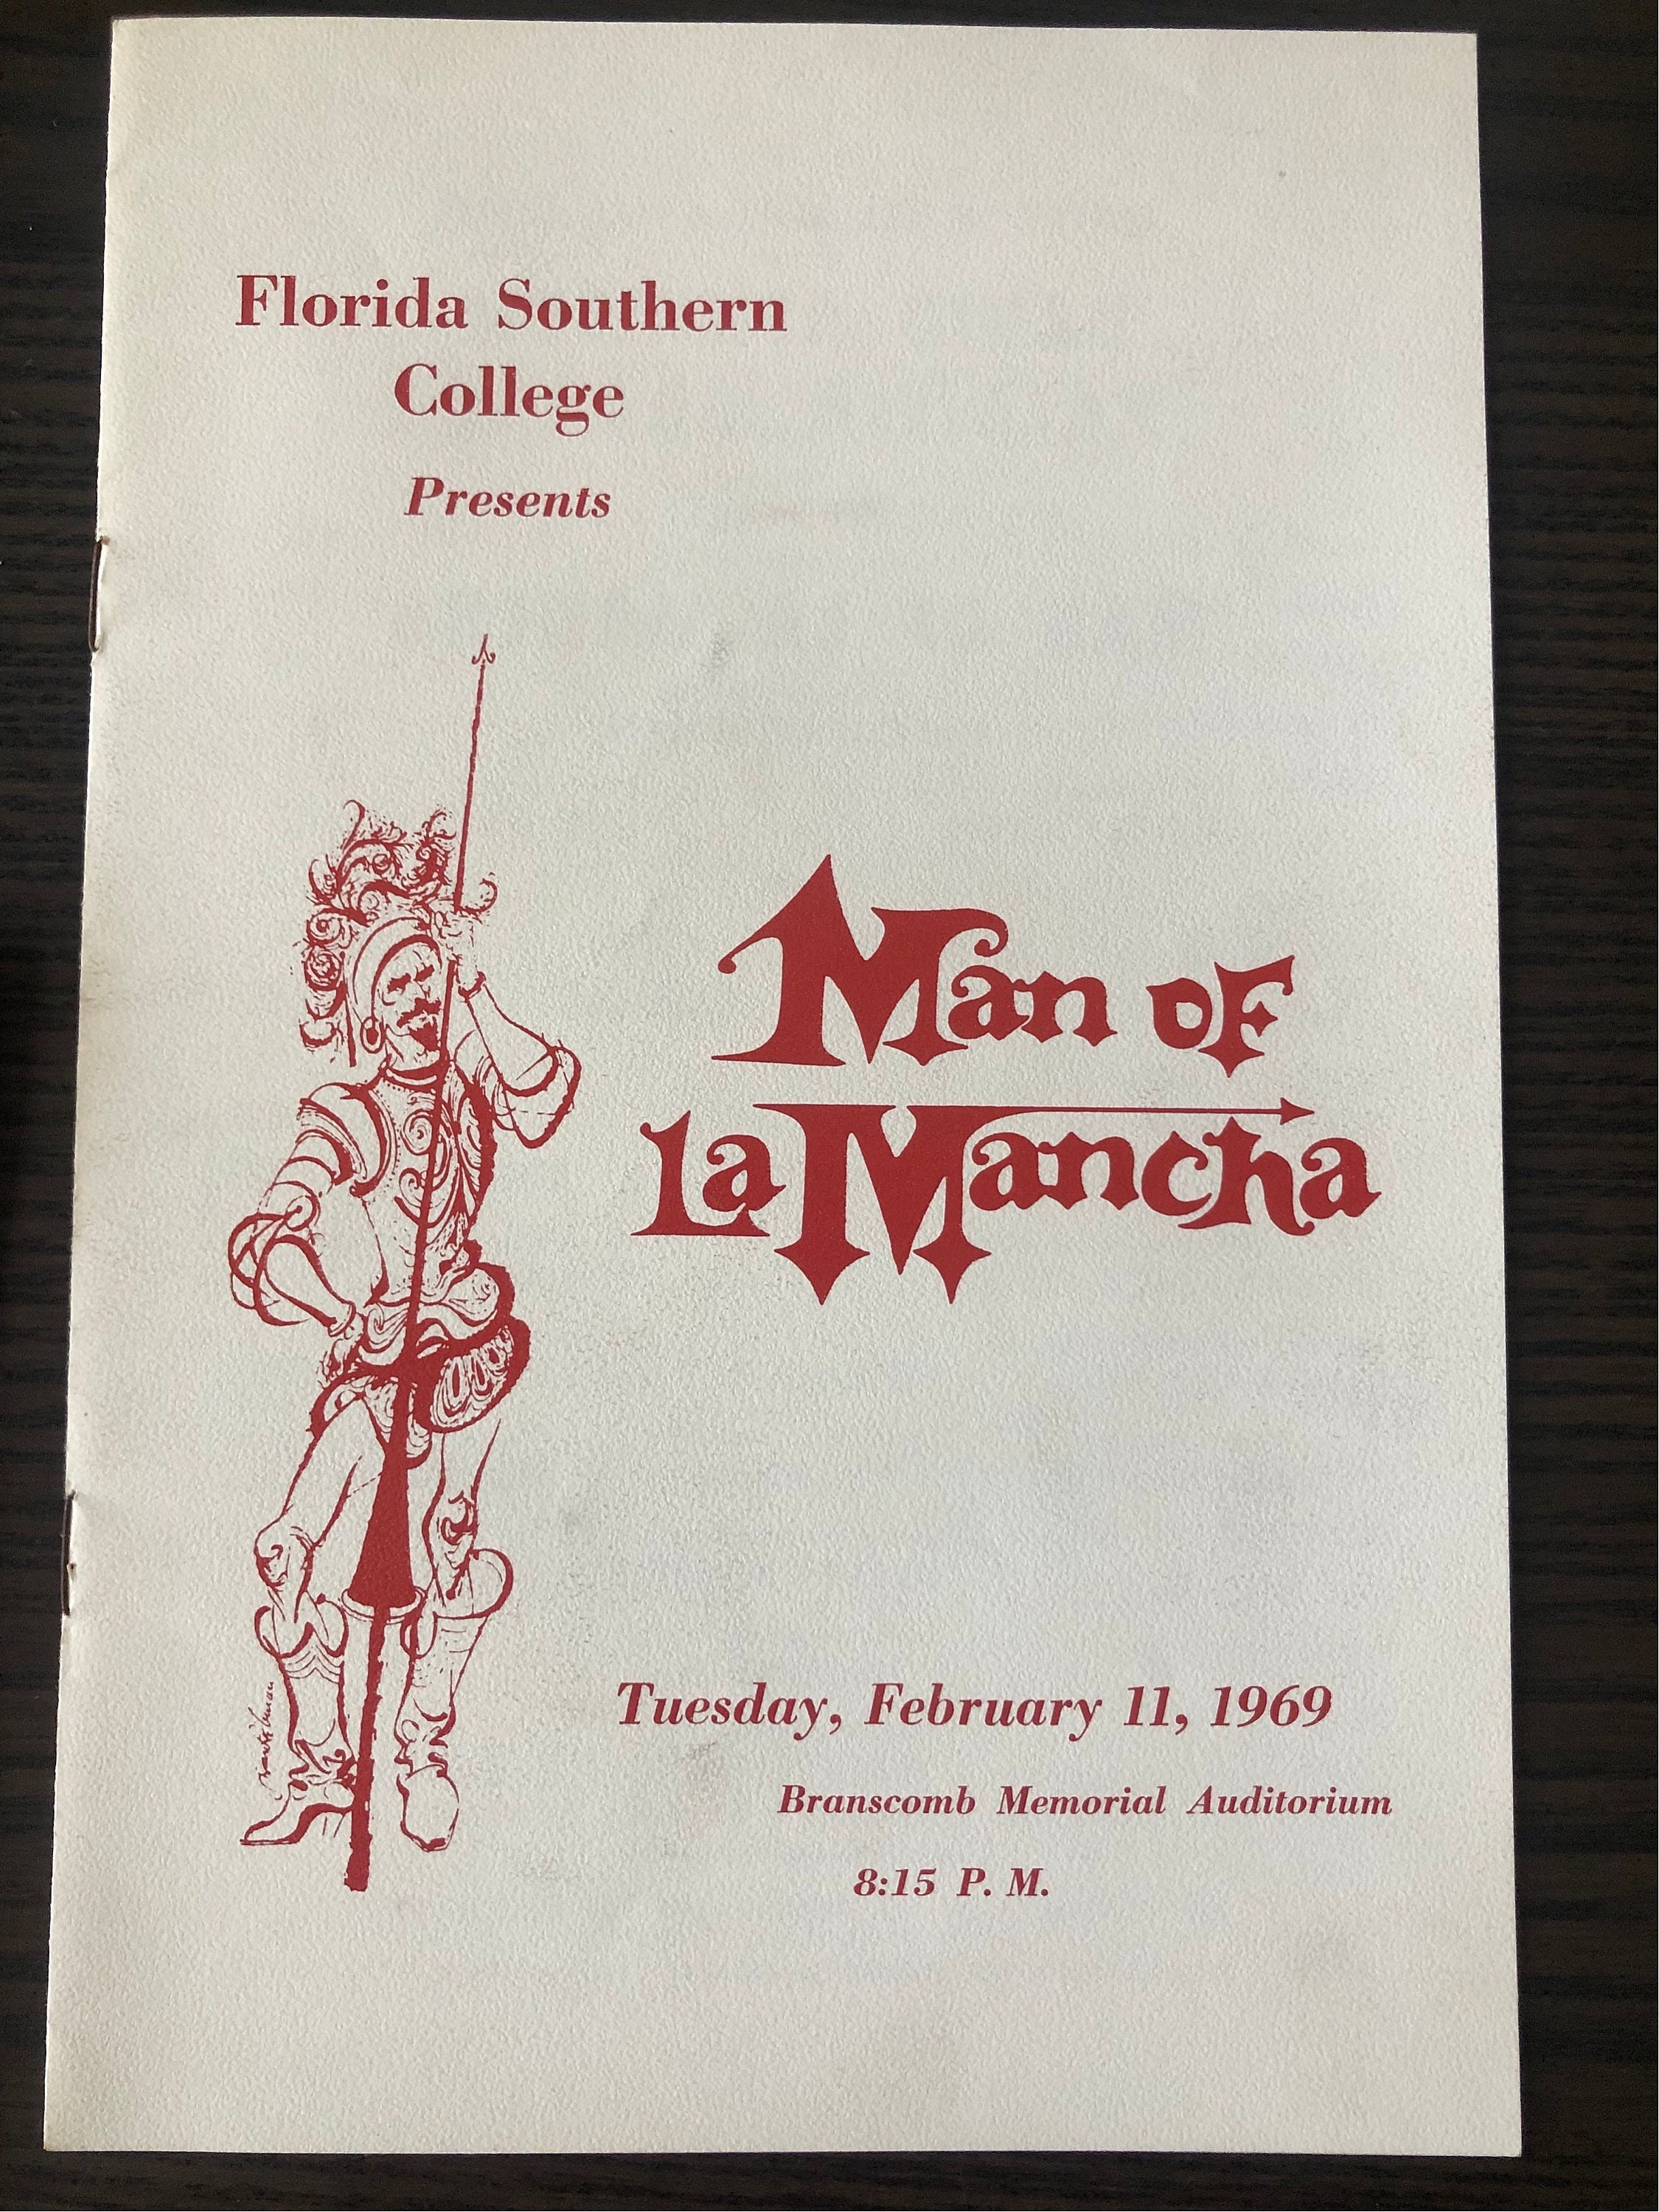 Florida Southern
College
Presents
Man of
La Mancha
Tuesday, February 11, 1969
Branscomb Memorial Auditorium
8:15 P. M.